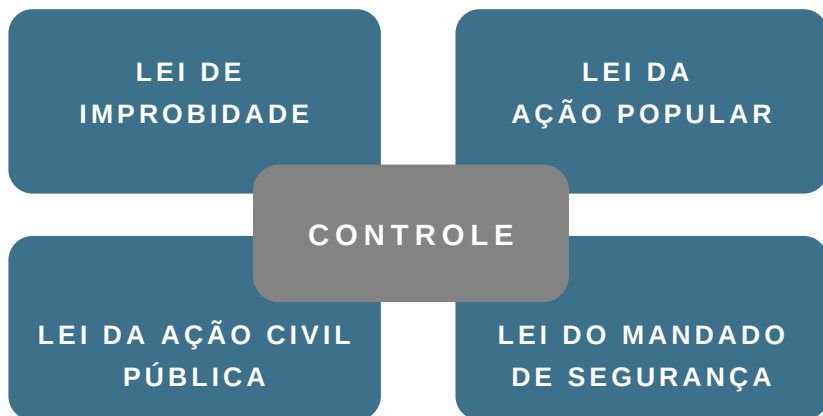 LEI DE
IMPROBIDADE
LEI DA
AÇÃO POPULAR
CONTROLE
LEI DA AÇÃO CIVIL
PÚBLICA
LEI DO MANDADO
DE SEGURANÇA